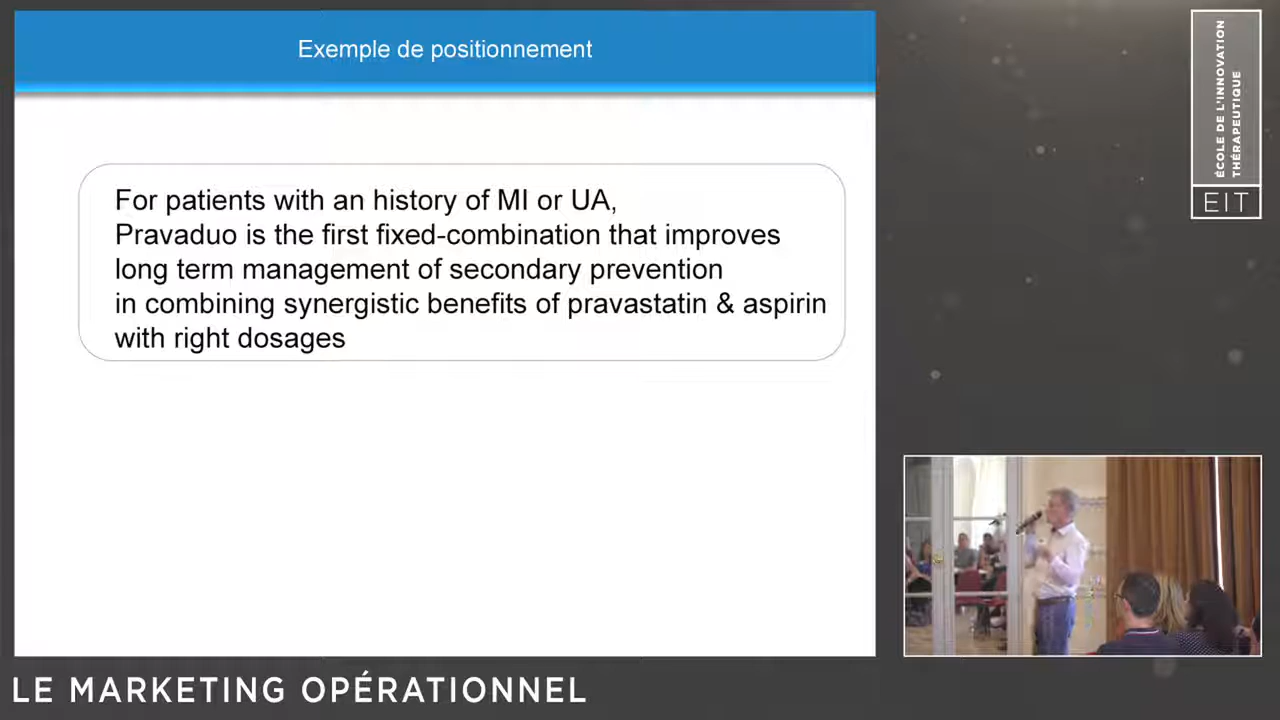 Exemple de positionnement
For patients with an history of MI or UA,
Pravaduo is the first fixed-combination that improves
long term management of secondary prevention
in combining synergistic benefits of pravastatin & aspirin
with right dosages
ÉCOLE DE L'INNOVATION
THÉRAPEUTIQUE
EIT
LE MARKETING OPÉRATIONNEL